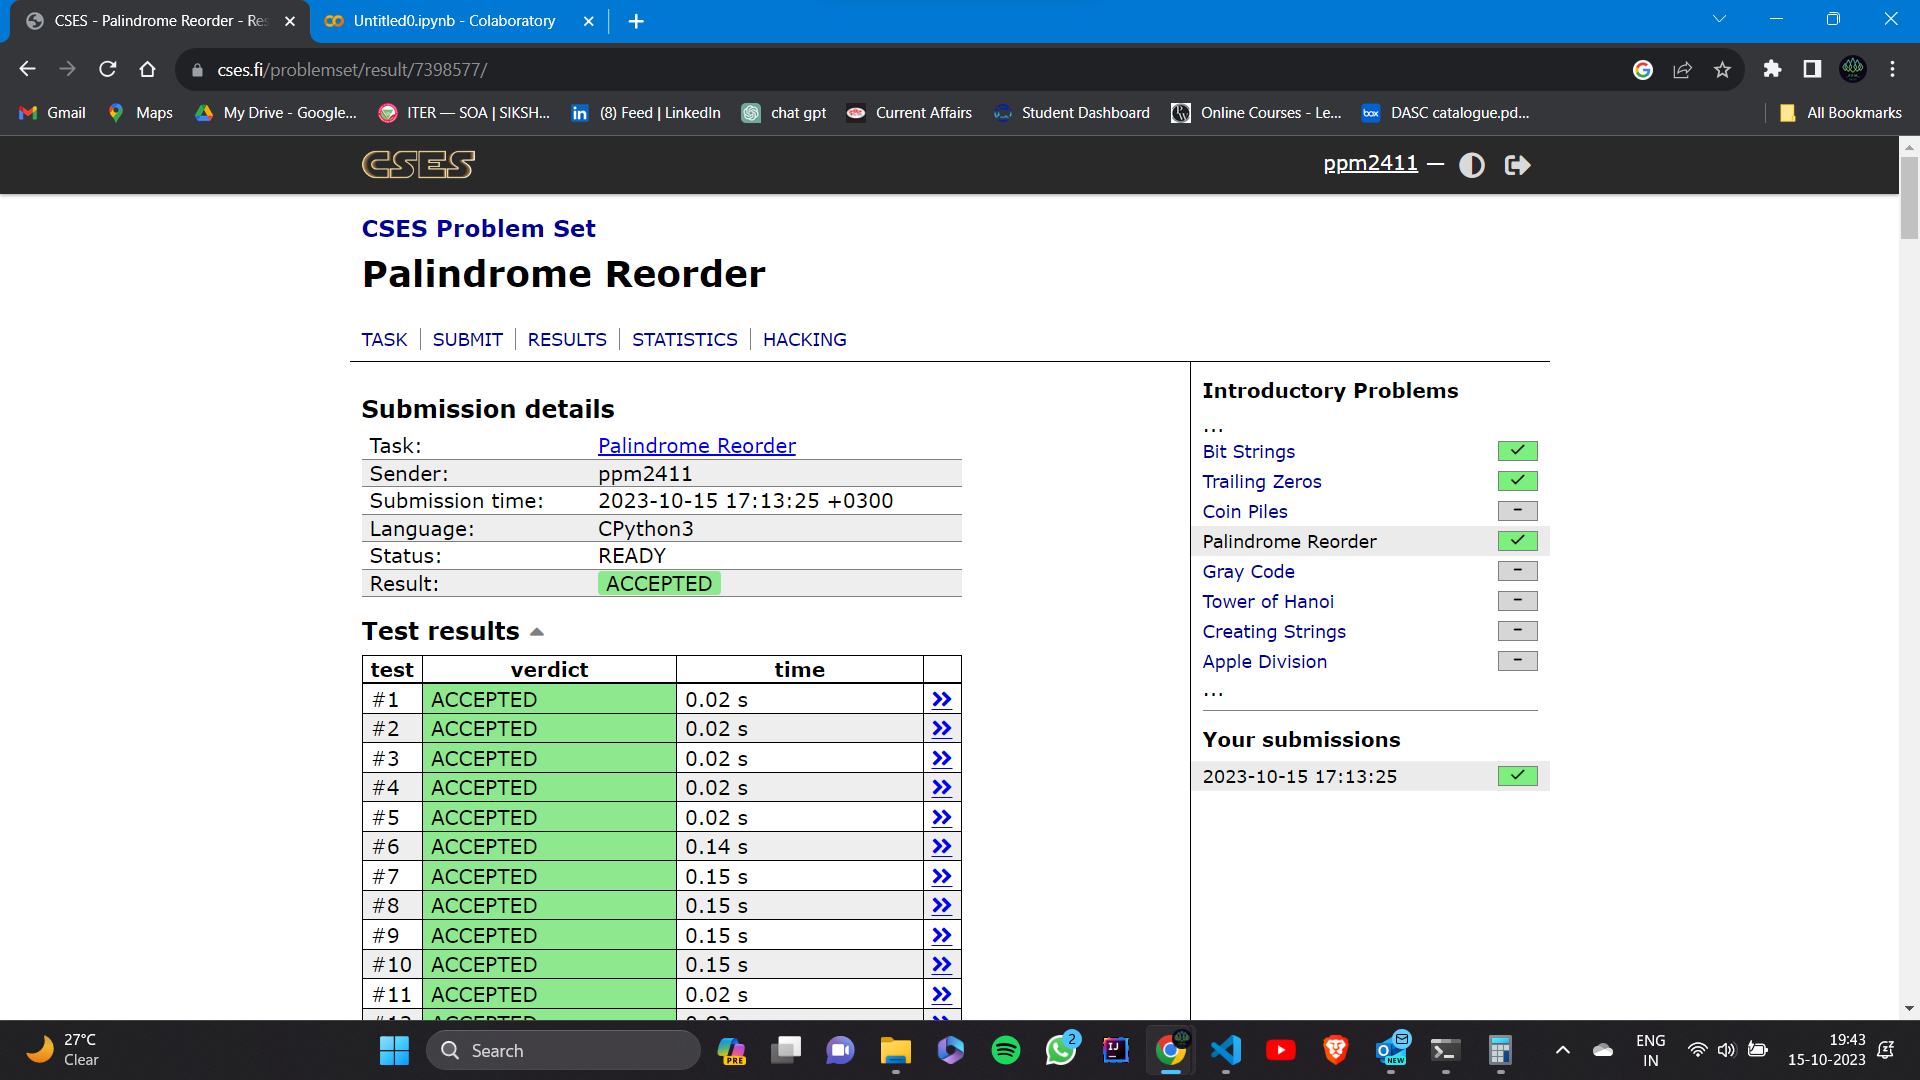 CSES - Palindrome Reorder - Res
Untitled0.ipynb - Colaboratory
cses.fi/problemset/result/7398577/
Gmail
Maps
My Drive - Google...
ITER — SOA | SIKSH...
(8) Feed | LinkedIn
chat gpt
Current Affairs
Student Dashboard
Online Courses - Le...
DASC catalogue.pd...
All Bookmarks
CSES
ppm2411 —
CSES Problem Set
Palindrome Reorder
TASK | SUBMIT | RESULTS | STATISTICS | HACKING
Submission details
Task: Palindrome Reorder
Sender: ppm2411
Submission time: 2023-10-15 17:13:25 +0300
Language: CPython3
Status: READY
Result: ACCEPTED
Test results
test verdict time
#1 ACCEPTED 0.02 s
#2 ACCEPTED 0.02 s
#3 ACCEPTED 0.02 s
#4 ACCEPTED 0.02 s
#5 ACCEPTED 0.02 s
#6 ACCEPTED 0.14 s
#7 ACCEPTED 0.15 s
#8 ACCEPTED 0.15 s
#9 ACCEPTED 0.15 s
#10 ACCEPTED 0.15 s
#11 ACCEPTED 0.02 s
Introductory Problems
...
Bit Strings
Trailing Zeros
Coin Piles
Palindrome Reorder
Gray Code
Tower of Hanoi
Creating Strings
Apple Division
...
Your submissions
2023-10-15 17:13:25
27°C
Clear
Search
PRE
2
NEW
ENG
IN
19:43
15-10-2023